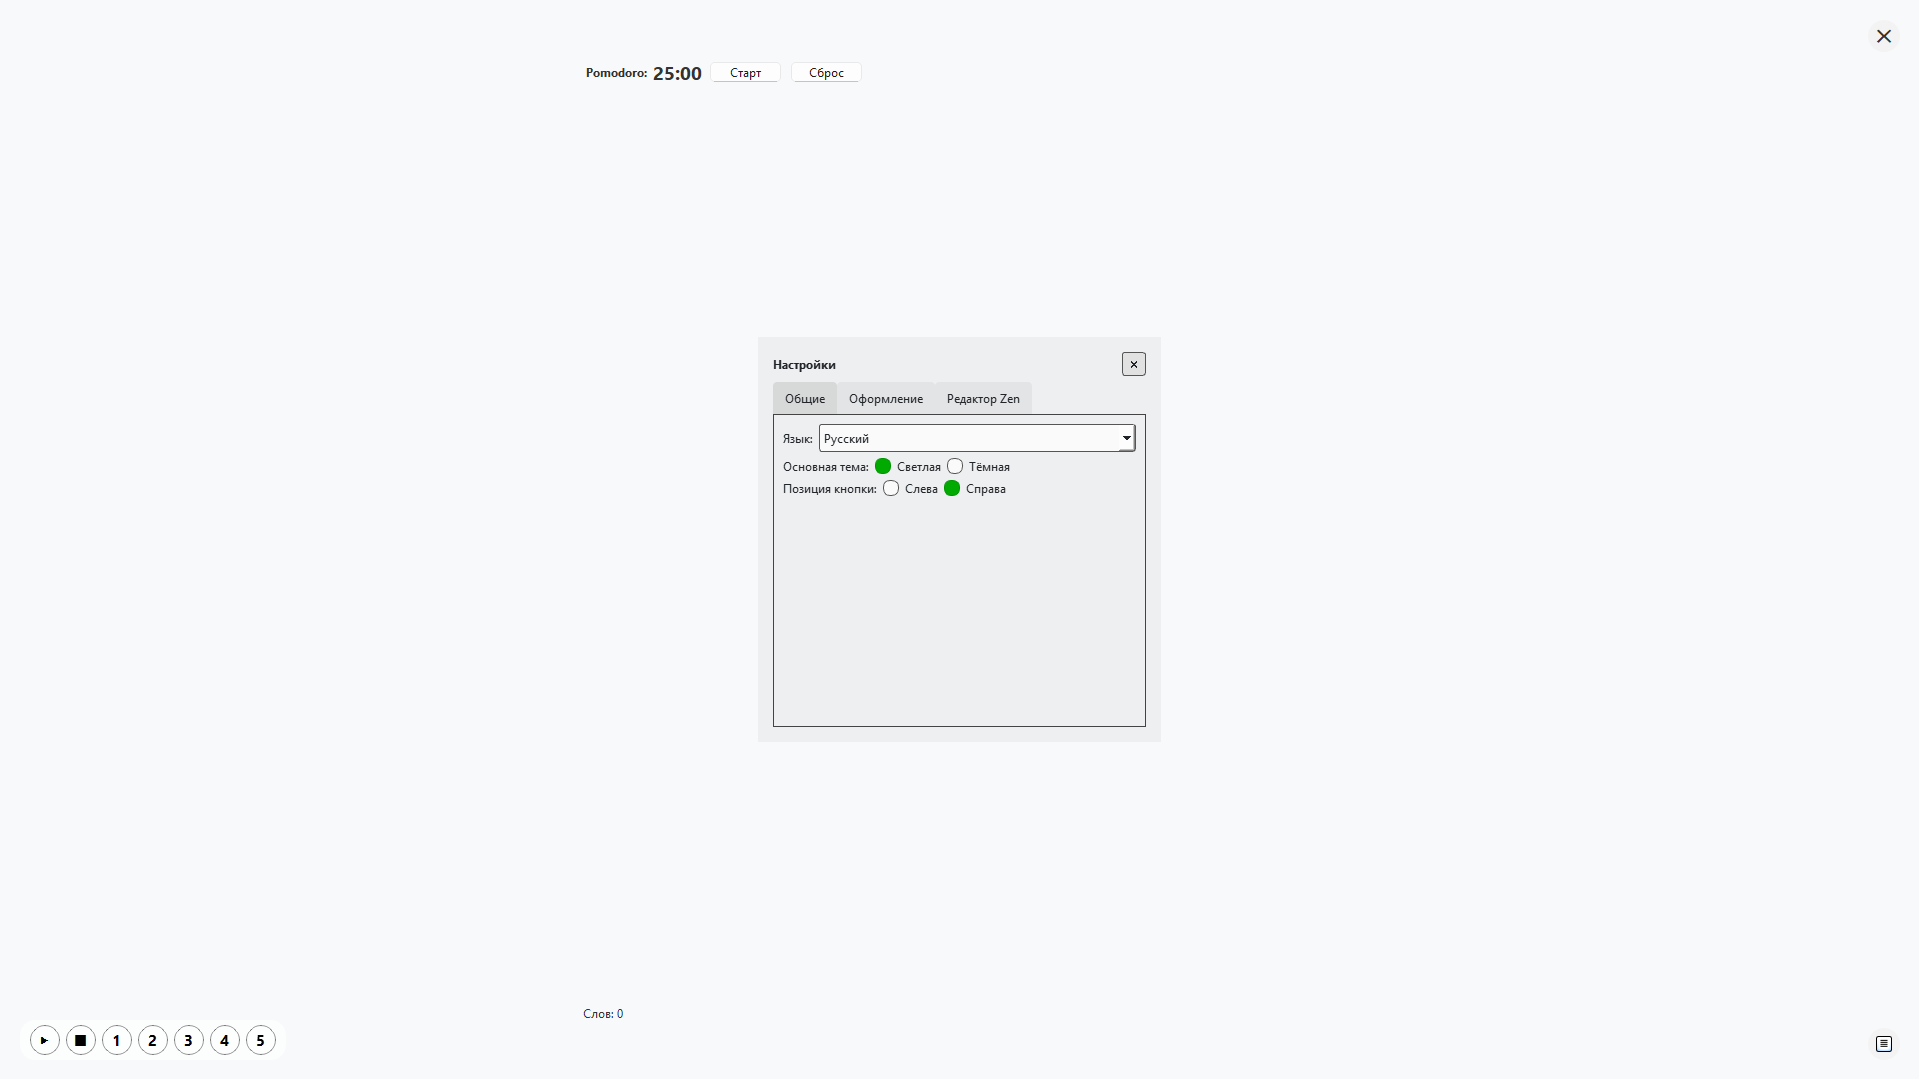 Pomodoro: 25:00 Старт Сброс
Настройки
Общие Оформление Редактор Zen
Язык: Русский
Основная тема: Светлая Тёмная
Позиция кнопки: Слева Справа
Слов: 0
1 2 3 4 5